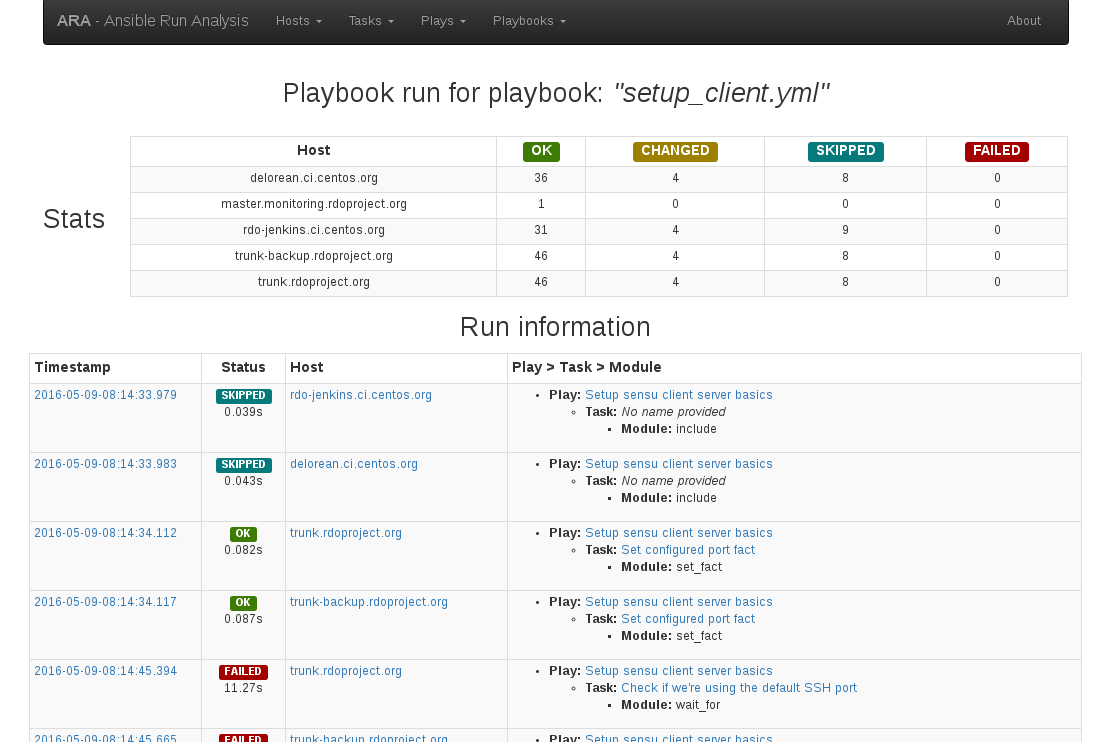 ARA - Ansible Run Analysis Hosts Tasks Plays Playbooks About
Playbook run for playbook: "setup_client.yml"
Stats
Host OK CHANGED SKIPPED FAILED
delorean.ci.centos.org 36 4 8 0
master.monitoring.rdoproject.org 1 0 0 0
rdo-jenkins.ci.centos.org 31 4 9 0
trunk-backup.rdoproject.org 46 4 8 0
trunk.rdoproject.org 46 4 8 0
Run information
Timestamp Status Host Play > Task > Module
2016-05-09-08:14:33.979 SKIPPED rdo-jenkins.ci.centos.org Play: Setup sensu client server basics
0.039s Task: No name provided
Module: include
2016-05-09-08:14:33.983 SKIPPED delorean.ci.centos.org Play: Setup sensu client server basics
0.043s Task: No name provided
Module: include
2016-05-09-08:14:34.112 OK trunk.rdoproject.org Play: Setup sensu client server basics
0.082s Task: Set configured port fact
Module: set_fact
2016-05-09-08:14:34.117 OK trunk-backup.rdoproject.org Play: Setup sensu client server basics
0.087s Task: Set configured port fact
Module: set_fact
2016-05-09-08:14:45.394 FAILED trunk.rdoproject.org Play: Setup sensu client server basics
11.27s Task: Check if we're using the default SSH port
Module: wait_for
2016-05-09-08:14:45.665 FAILED trunk-backup.rdoproject.org Play: Setup sensu client server basics